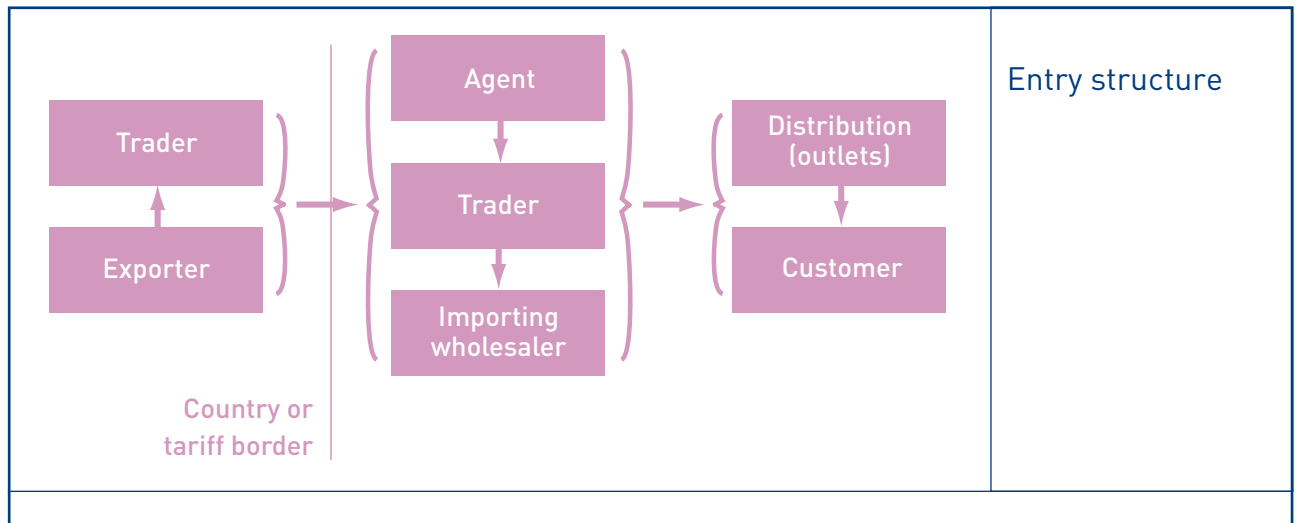 Entry structure
Trader
Exporter
Country or
tariff border
Agent
Trader
Importing
wholesaler
Distribution
(outlets)
Customer